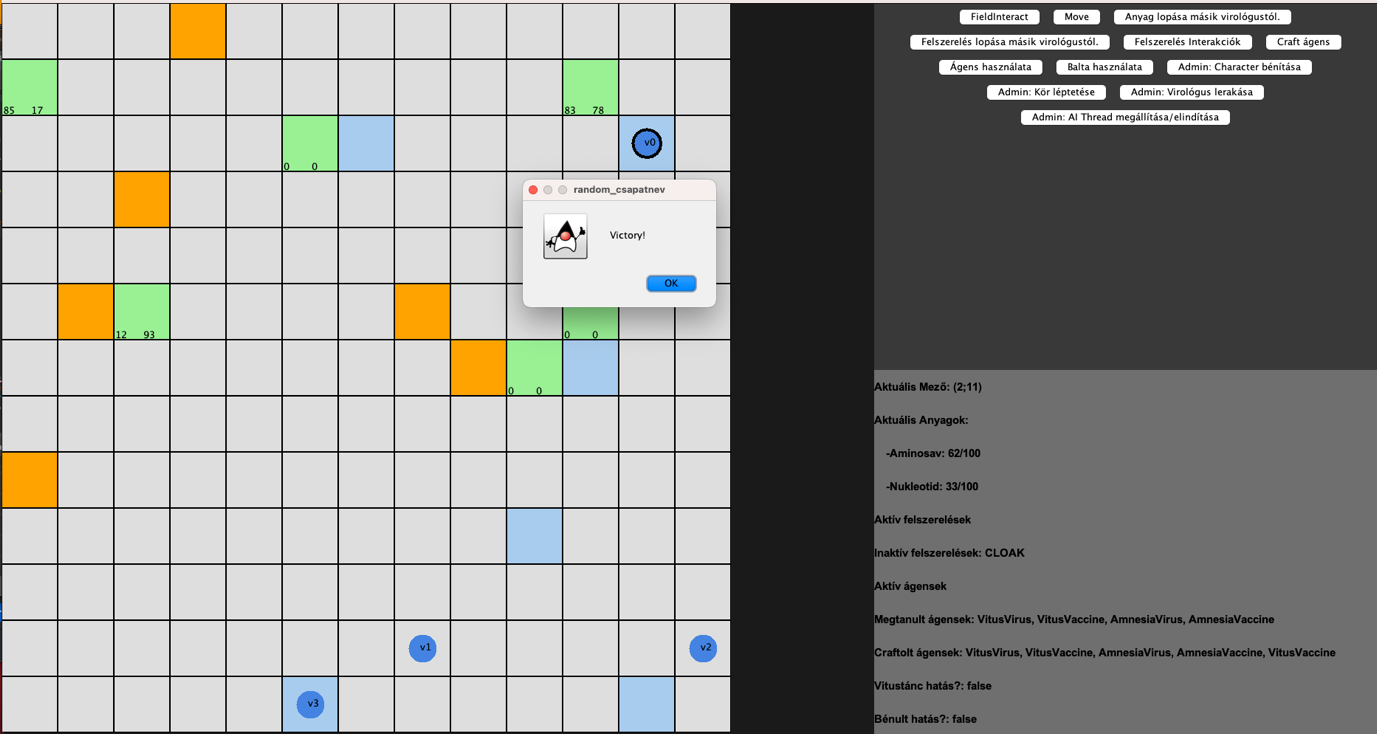 FieldInteract Move Anyag lopása másik virológustól.
Felszerelés lopása másik virológustól. Felszerelés Interakciók Craft ágens
Ágens használata Balta használata Admin: Character bénítása
Admin: Kör léptetése Admin: Virológus lerakása
Admin: AI Thread megállítása/elindítása
85 17
83 78
v0
0 0
random_csapatnev
Victory!
OK
12 93
0 0
0 0
v1
v2
v3
Aktuális Mező: (2;11)
Aktuális Anyagok:
-Aminosav: 62/100
-Nukleotid: 33/100
Aktív felszerelések
Inaktív felszerelések: CLOAK
Aktív ágensek
Megtanult ágensek: VitusVirus, VitusVaccine, AmnesiaVirus, AmnesiaVaccine
Craftolt ágensek: VitusVirus, VitusVaccine, AmnesiaVirus, AmnesiaVaccine, VitusVaccine
Vitustánc hatás?: false
Bénult hatás?: false